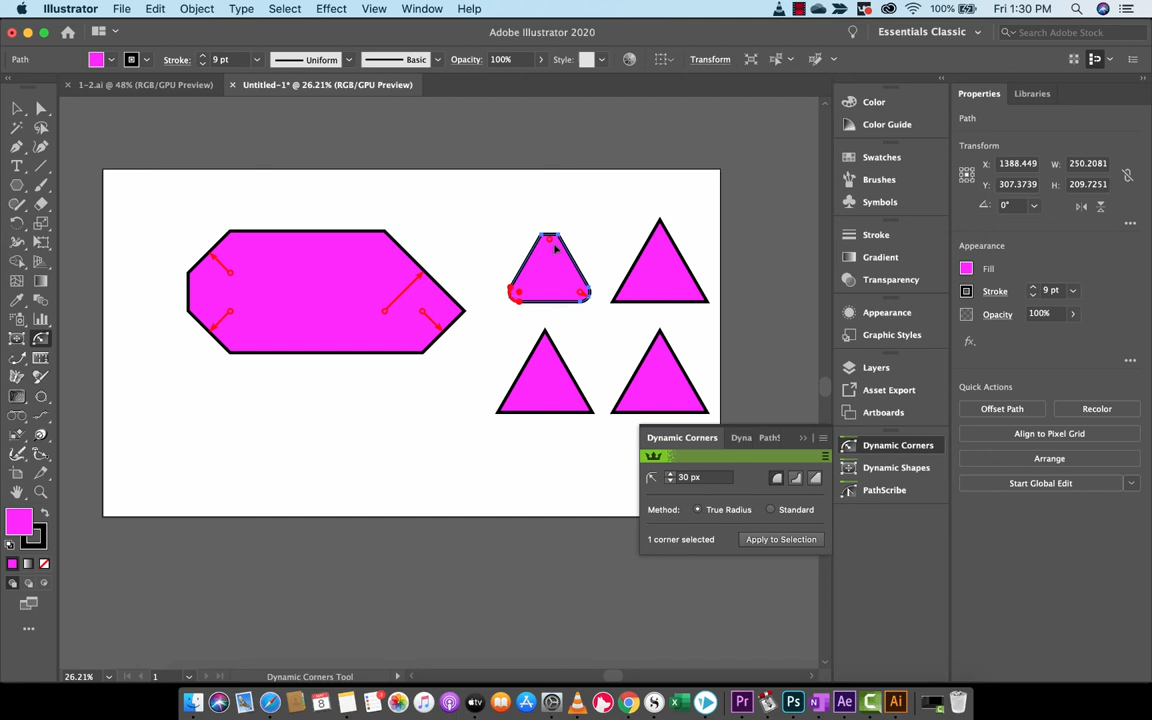 Illustrator File Edit Object Type Select Effect View Window Help 100% Fri 1:30 PM
Adobe Illustrator 2020 Essentials Classic Search Adobe Stock
Path Stroke: 9 pt Uniform Basic Opacity: 100% Style: Transform
1-2.ai @ 48% (RGB/GPU Preview) Untitled-1* @ 26.21% (RGB/GPU Preview)
Color
Color Guide
Swatches
Brushes
Symbols
Stroke
Gradient
Transparency
Appearance
Graphic Styles
Layers
Asset Export
Artboards
Dynamic Corners
Dynamic Shapes
PathScribe
Properties Libraries
Path
Transform
X: 1388.449 W: 250.2081
Y: 307.3739 H: 209.7251
0°
Appearance
Fill
Stroke 9 pt
Opacity 100%
fx.
Quick Actions
Offset Path Recolor
Align to Pixel Grid
Arrange
Start Global Edit
Dynamic Corners Dyna PathS
30 px
Method: True Radius Standard
1 corner selected Apply to Selection
26.21% 1 Dynamic Corners Tool
8
Pr Ps Ae Ai